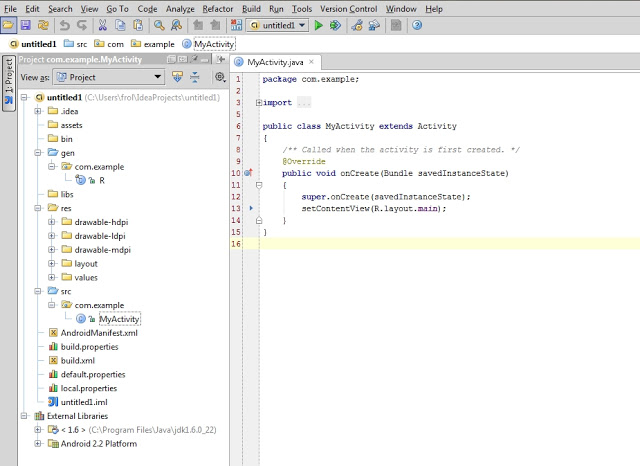 File Edit Search View Go To Code Analyze Refactor Build Run Tools Version Control Window Help
untitled1
untitled1 src com example MyActivity
Project com.example.MyActivity
MyActivity.java
View as: Project
1: Project
untitled1 (C:\Users\frol\IdeaProjects\untitled1)
.idea
assets
bin
gen
com.example
R
libs
res
drawable-hdpi
drawable-ldpi
drawable-mdpi
layout
values
src
com.example
MyActivity
AndroidManifest.xml
build.properties
build.xml
default.properties
local.properties
untitled1.iml
External Libraries
< 1.6 > (C:\Program Files\Java\jdk1.6.0_22)
Android 2.2 Platform
1 package com.example;
2
3 import ...
5
6 public class MyActivity extends Activity
7 {
8 /** Called when the activity is first created. */
9 @Override
10 public void onCreate(Bundle savedInstanceState)
11 {
12 super.onCreate(savedInstanceState);
13 setContentView(R.layout.main);
14 }
15 }
16